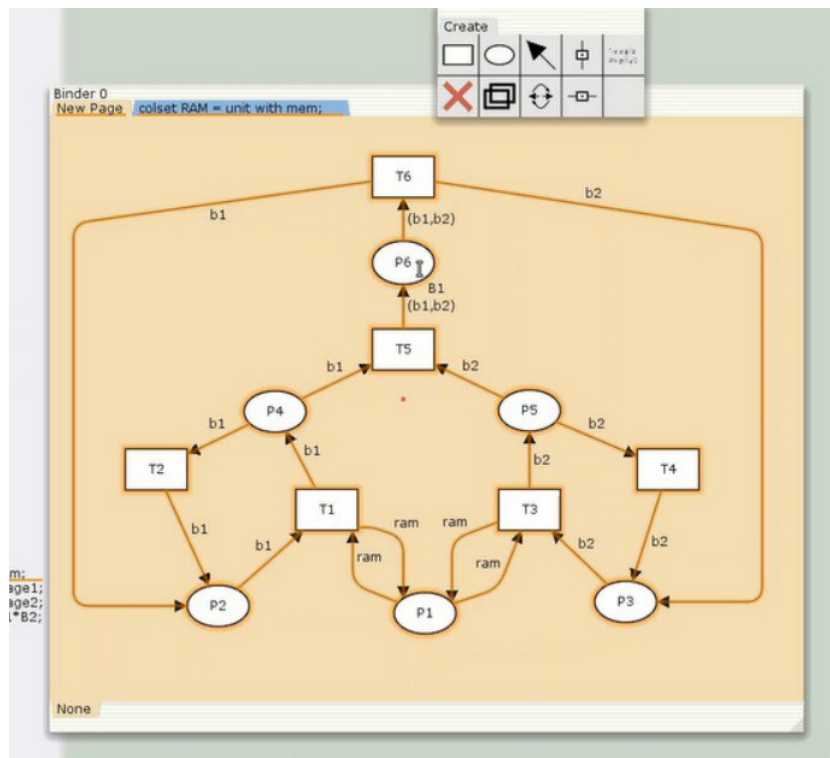 Create
Binder 0
New Page
colset RAM = unit with mem;
T6
b1
b2
(b1,b2)
P6
B1
(b1,b2)
T5
b1
b2
P4
P5
b1
b2
T2
b1
b2
T4
T1
T3
b1
ram
ram
b2
b1
ram
ram
b2
P2
P1
P3
m;
age1;
age2;
*B2;
None